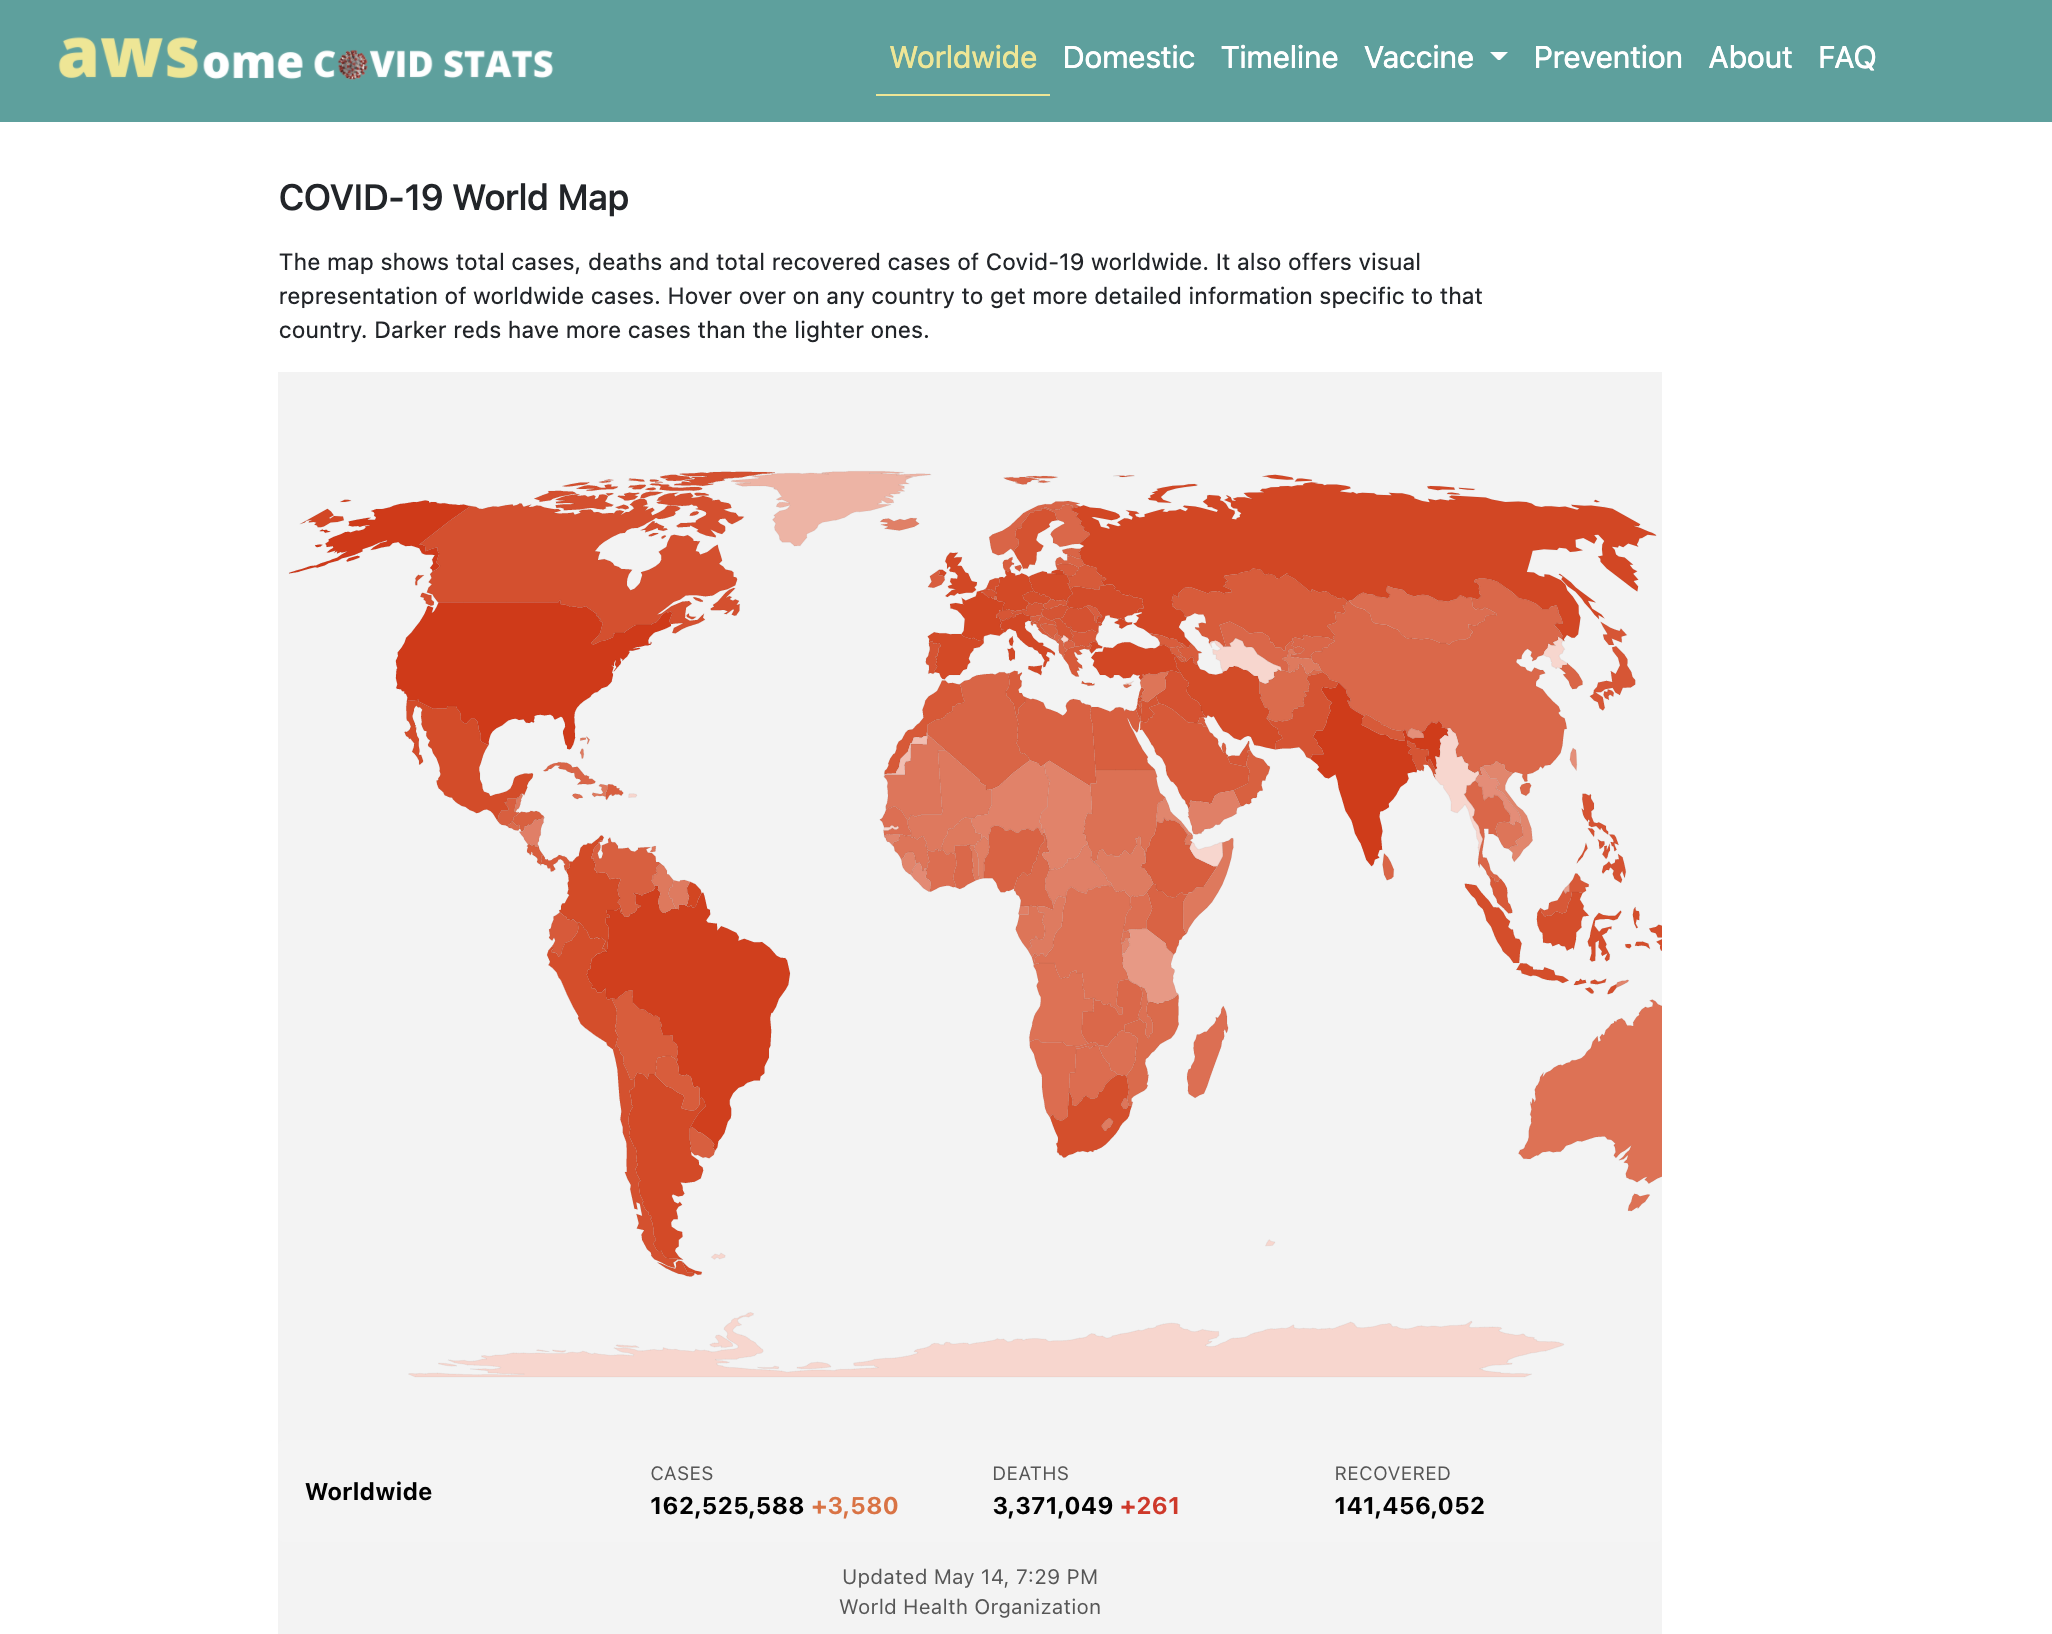 awsome COVID STATS
Worldwide Domestic Timeline Vaccine Prevention About FAQ
COVID-19 World Map
The map shows total cases, deaths and total recovered cases of Covid-19 worldwide. It also offers visual
representation of worldwide cases. Hover over on any country to get more detailed information specific to that
country. Darker reds have more cases than the lighter ones.
Worldwide
CASES
162,525,588 +3,580
DEATHS
3,371,049 +261
RECOVERED
141,456,052
Updated May 14, 7:29 PM
World Health Organization